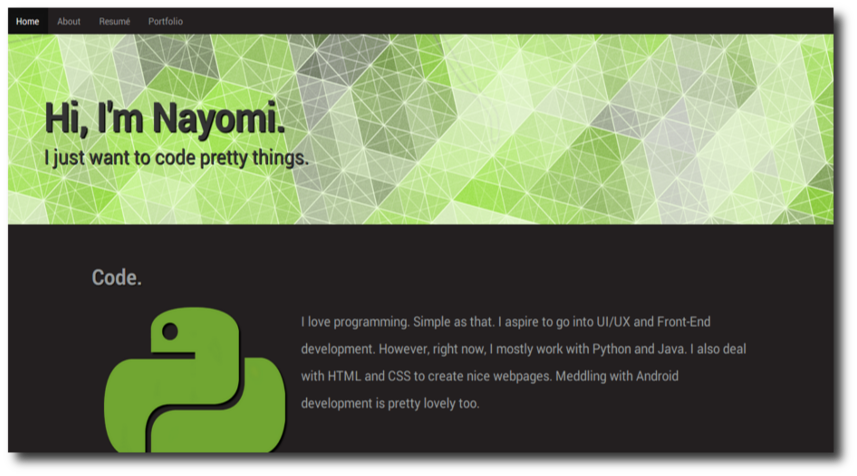 Home About Resumé Portfolio
Hi, I'm Nayomi.
I just want to code pretty things.
Code.
I love programming. Simple as that. I aspire to go into UI/UX and Front-End
development. However, right now, I mostly work with Python and Java. I also deal
with HTML and CSS to create nice webpages. Meddling with Android
development is pretty lovely too.